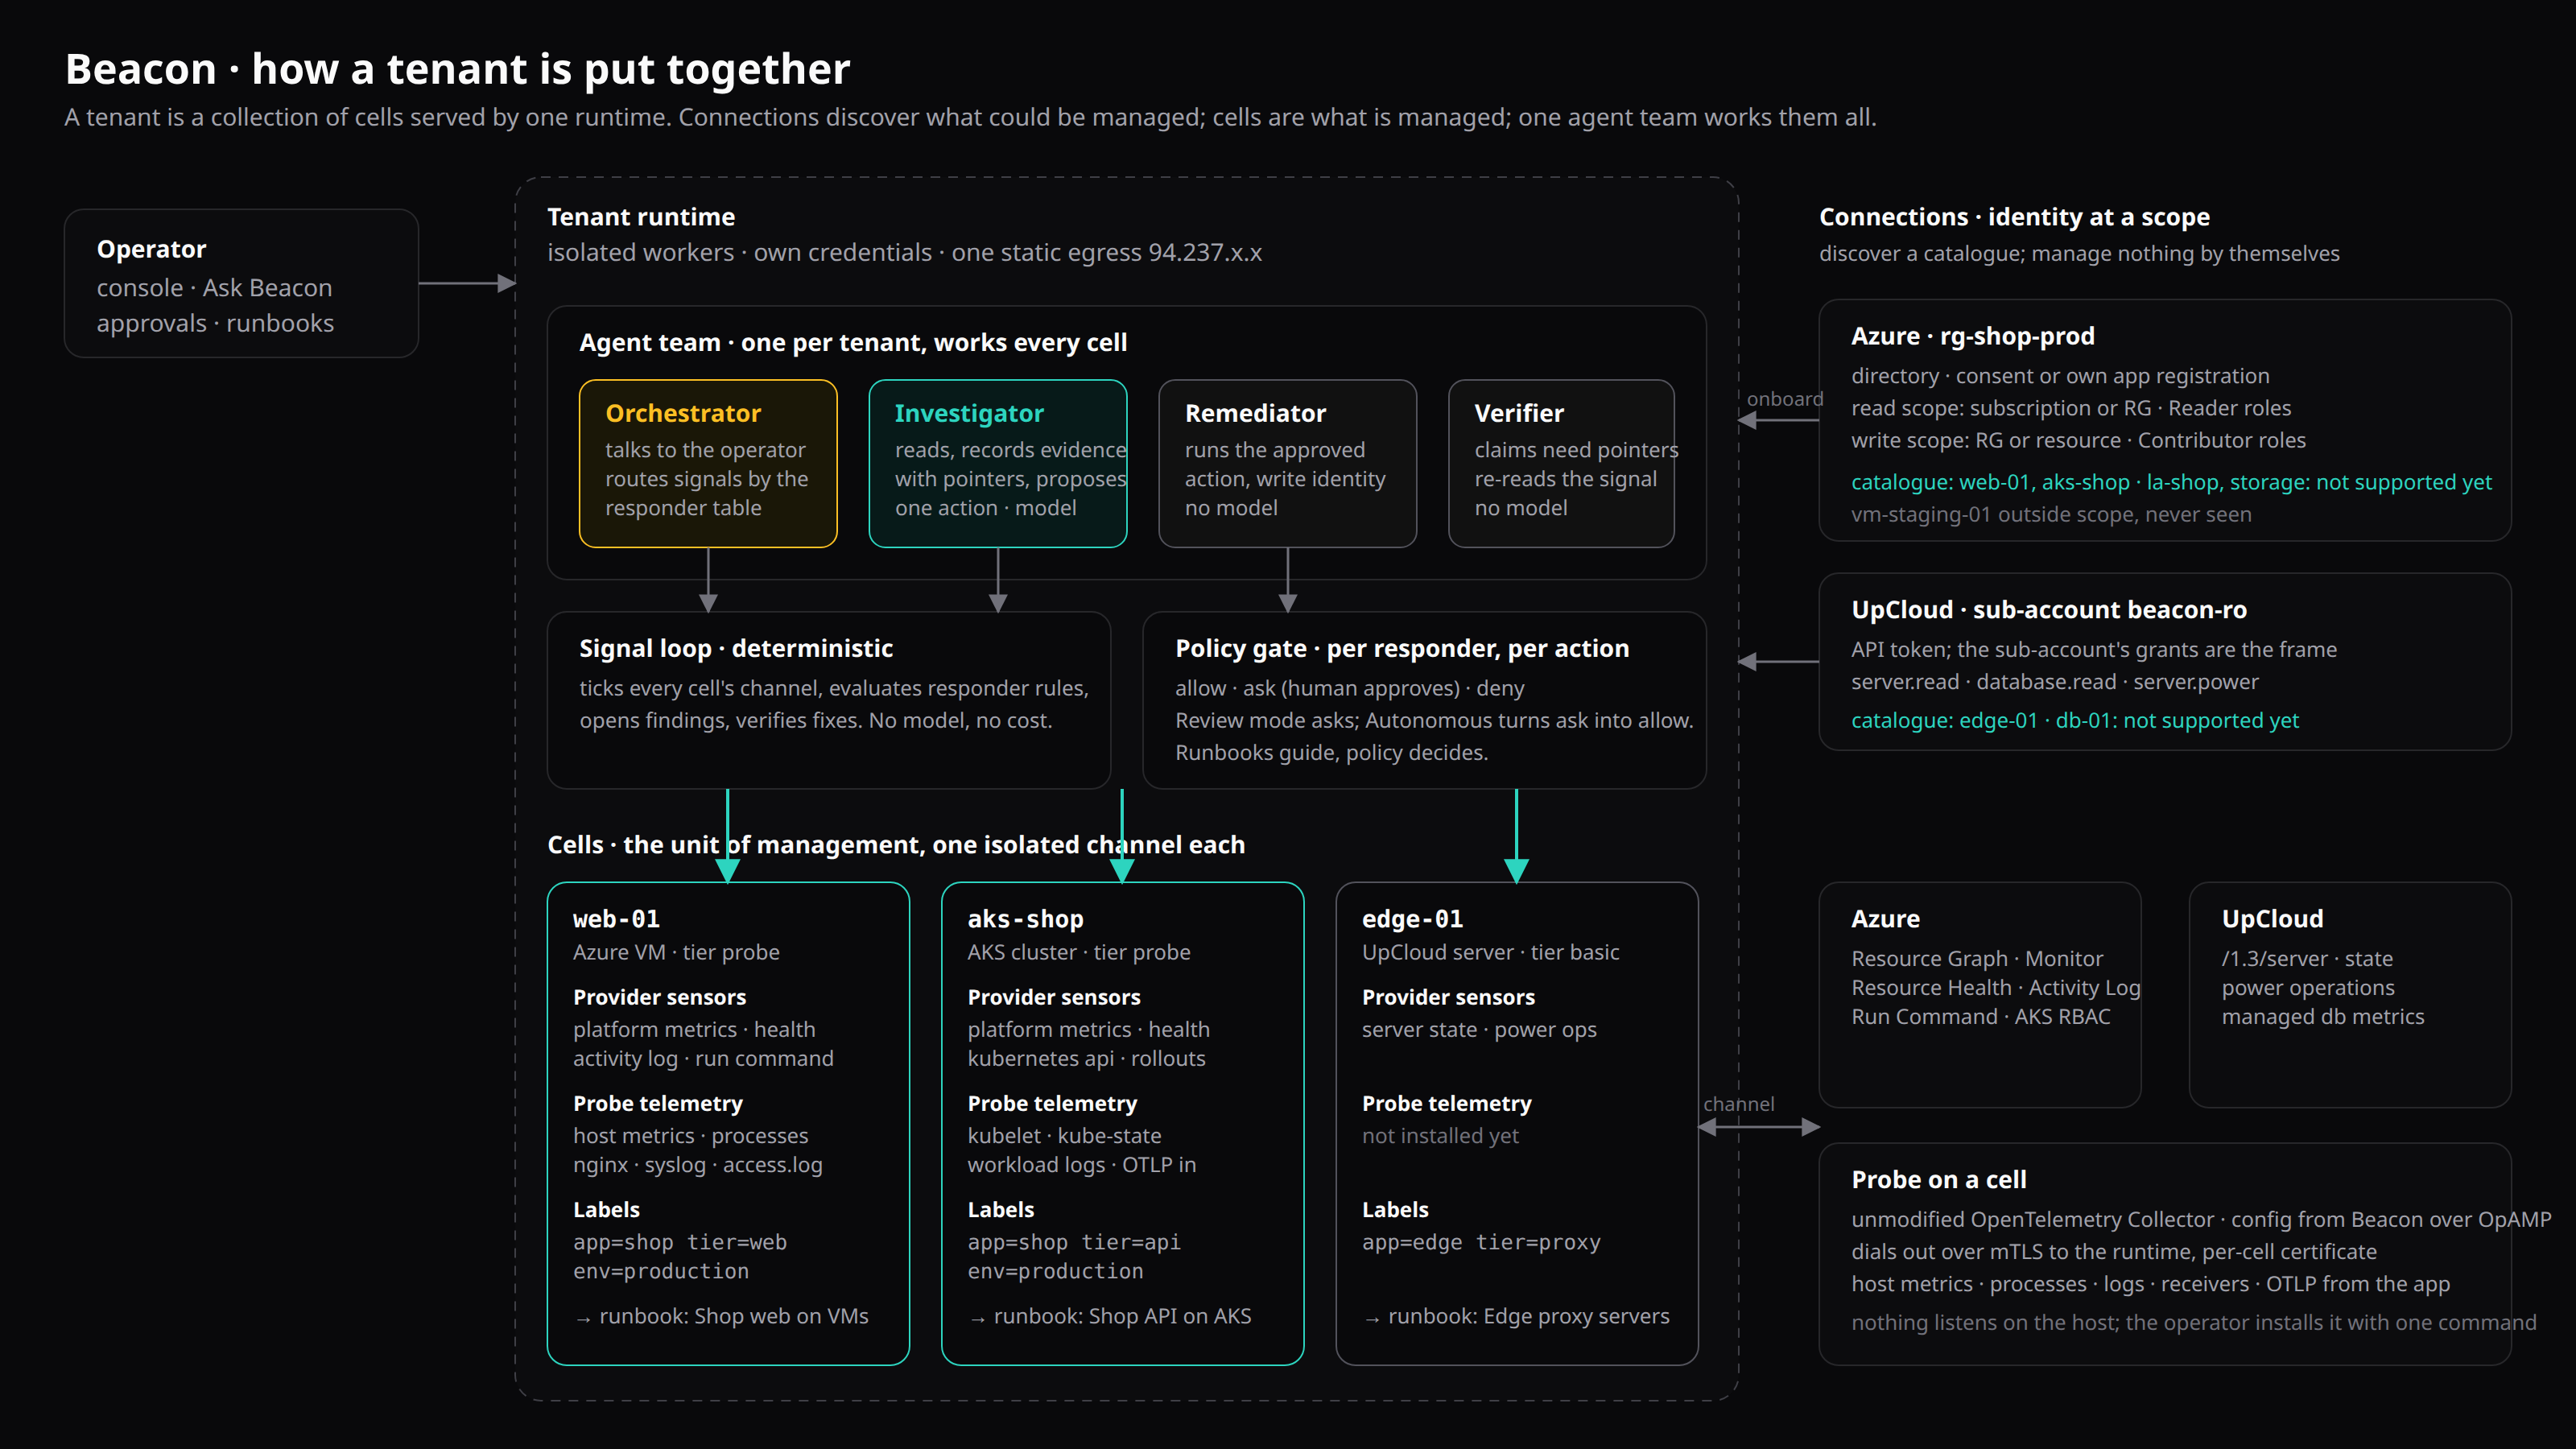 Beacon · how a tenant is put together
A tenant is a collection of cells served by one runtime. Connections discover what could be managed; cells are what is managed; one agent team works them all.
Operator
console · Ask Beacon
approvals · runbooks
Tenant runtime
isolated workers · own credentials · one static egress 94.237.x.x
Agent team · one per tenant, works every cell
Orchestrator
talks to the operator
routes signals by the
responder table
Investigator
reads, records evidence
with pointers, proposes
one action · model
Remediator
runs the approved
action, write identity
no model
Verifier
claims need pointers
re-reads the signal
no model
Signal loop · deterministic
ticks every cell's channel, evaluates responder rules,
opens findings, verifies fixes. No model, no cost.
Policy gate · per responder, per action
allow · ask (human approves) · deny
Review mode asks; Autonomous turns ask into allow.
Runbooks guide, policy decides.
Cells · the unit of management, one isolated channel each
web-01
Azure VM · tier probe
Provider sensors
platform metrics · health
activity log · run command
Probe telemetry
host metrics · processes
nginx · syslog · access.log
Labels
app=shop tier=web
env=production
→ runbook: Shop web on VMs
aks-shop
AKS cluster · tier probe
Provider sensors
platform metrics · health
kubernetes api · rollouts
Probe telemetry
kubelet · kube-state
workload logs · OTLP in
Labels
app=shop tier=api
env=production
→ runbook: Shop API on AKS
edge-01
UpCloud server · tier basic
Provider sensors
server state · power ops
Probe telemetry
not installed yet
Labels
app=edge tier=proxy
→ runbook: Edge proxy servers
onboard
channel
Connections · identity at a scope
discover a catalogue; manage nothing by themselves
Azure · rg-shop-prod
directory · consent or own app registration
read scope: subscription or RG · Reader roles
write scope: RG or resource · Contributor roles
catalogue: web-01, aks-shop · la-shop, storage: not supported yet
vm-staging-01 outside scope, never seen
UpCloud · sub-account beacon-ro
API token; the sub-account's grants are the frame
server.read · database.read · server.power
catalogue: edge-01 · db-01: not supported yet
Azure
Resource Graph · Monitor
Resource Health · Activity Log
Run Command · AKS RBAC
UpCloud
/1.3/server · state
power operations
managed db metrics
Probe on a cell
unmodified OpenTelemetry Collector · config from Beacon over OpAMP
dials out over mTLS to the runtime, per-cell certificate
host metrics · processes · logs · receivers · OTLP from the app
nothing listens on the host; the operator installs it with one command